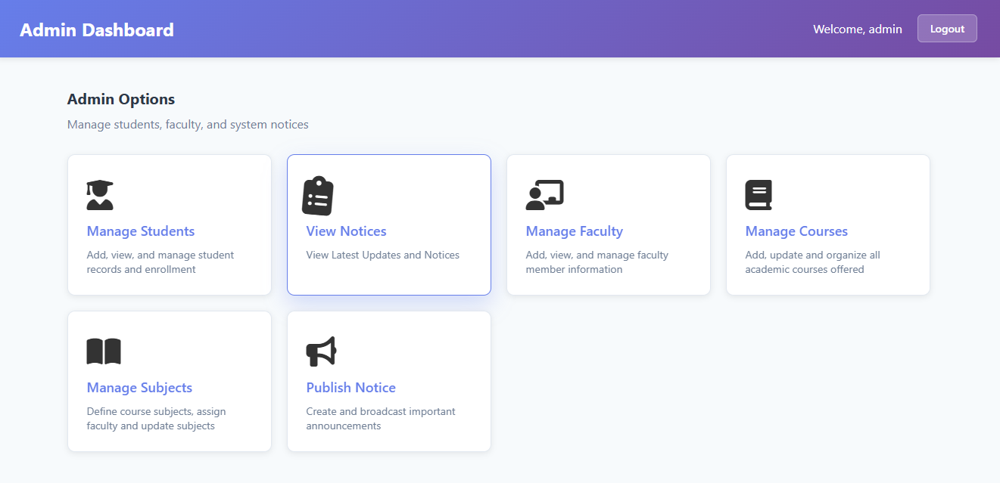 Admin Dashboard
Welcome, admin
Logout
Admin Options
Manage students, faculty, and system notices
Manage Students
Add, view, and manage student
records and enrollment
View Notices
View Latest Updates and Notices
Manage Faculty
Add, view, and manage faculty
member information
Manage Courses
Add, update and organize all
academic courses offered
Manage Subjects
Define course subjects, assign
faculty and update subjects
Publish Notice
Create and broadcast important
announcements